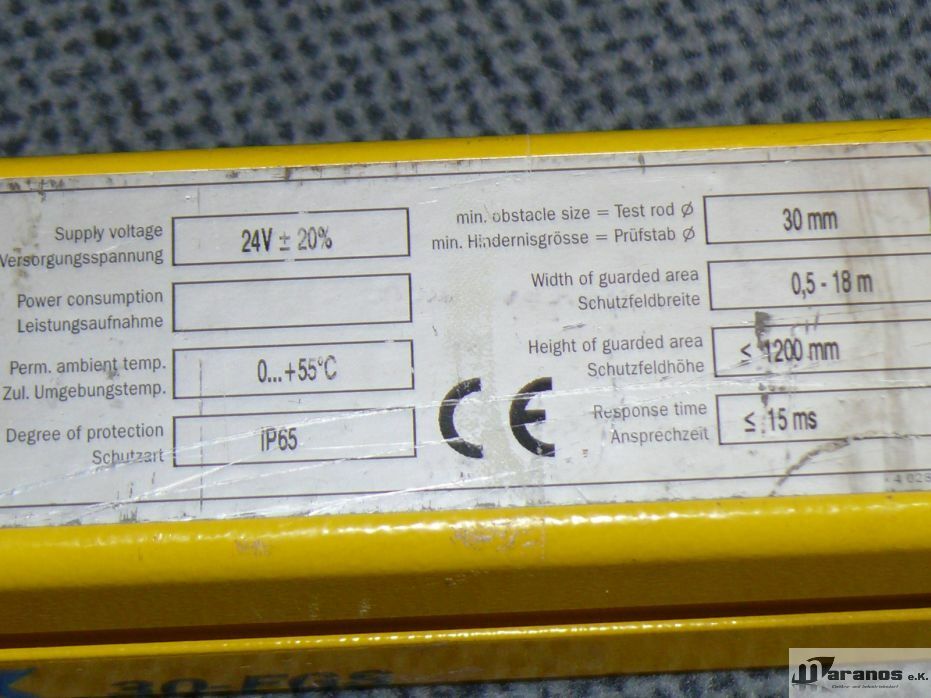 Supply voltage
Versorgungsspannung
24V ± 20%
Power consumption
Leistungsaufnahme
Perm. ambient temp.
Zul. Umgebungstemp.
0...+55°C
Degree of protection
Schutzart
IP65
CE
min. obstacle size = Test rod Ø
min. Hindernisgrösse = Prüfstab Ø
30 mm
Width of guarded area
Schutzfeldbreite
0,5 - 18 m
Height of guarded area
Schutzfeldhöhe
≤ 1200 mm
Response time
Ansprechzeit
≤ 15 ms
4 028
30-FGS
Maranos e.K.